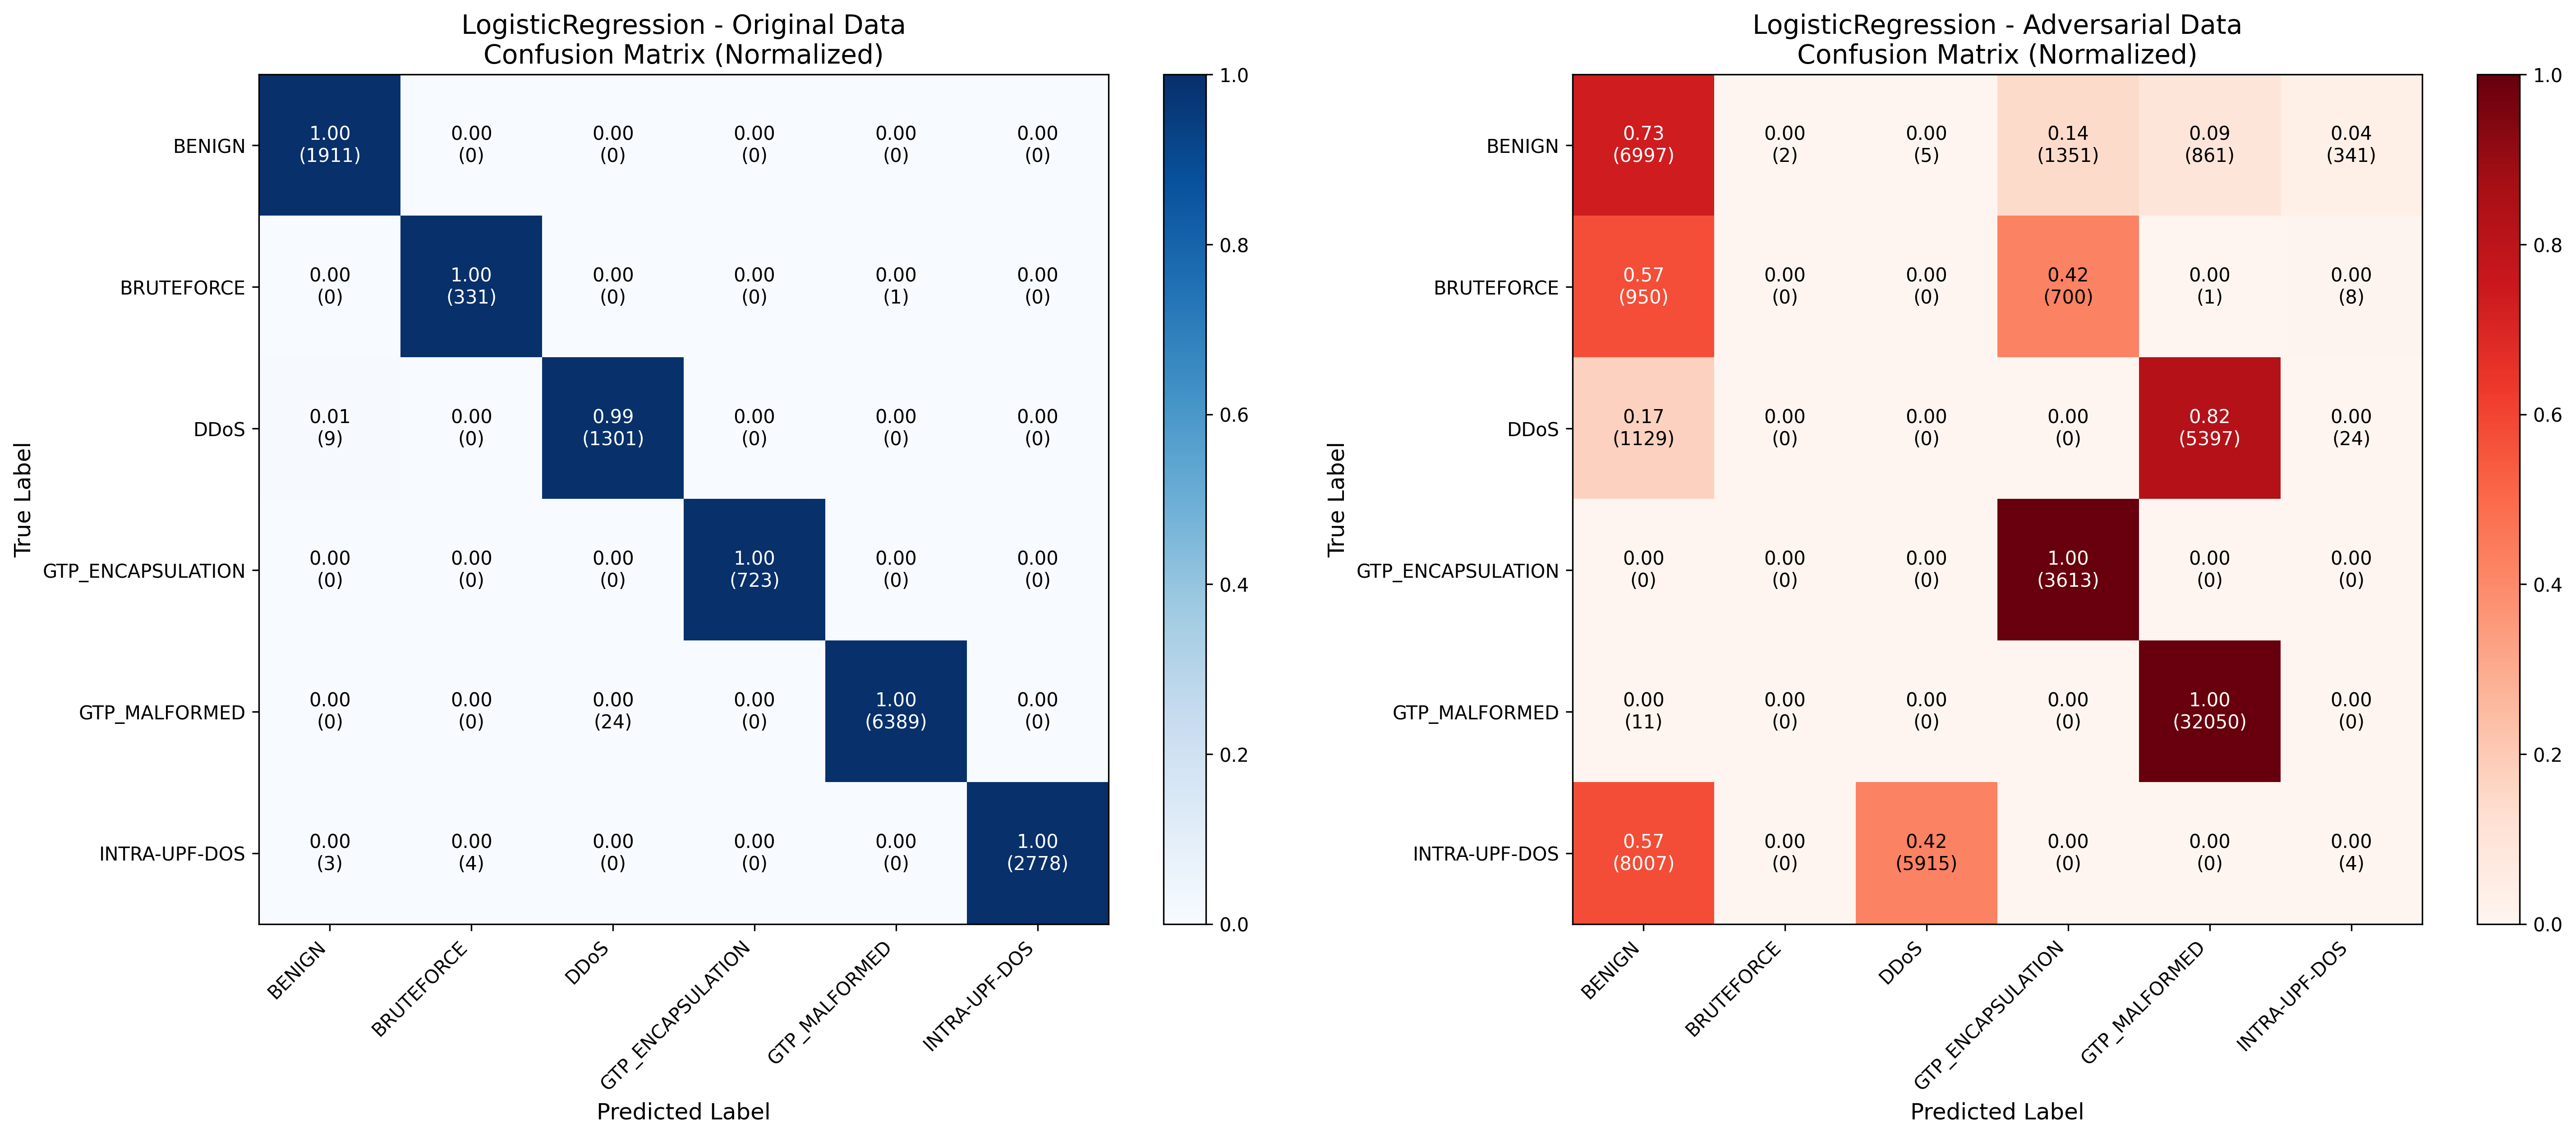 LogisticRegression - Original Data
Confusion Matrix (Normalized)
True Label
BENIGN
1.00 0.00 0.00 0.00 0.00 0.00
(1911) (0) (0) (0) (0) (0)
BRUTEFORCE
0.00 1.00 0.00 0.00 0.00 0.00
(0) (331) (0) (0) (1) (0)
DDoS
0.01 0.00 0.99 0.00 0.00 0.00
(9) (0) (1301) (0) (0) (0)
GTP_ENCAPSULATION
0.00 0.00 0.00 1.00 0.00 0.00
(0) (0) (0) (723) (0) (0)
GTP_MALFORMED
0.00 0.00 0.00 0.00 1.00 0.00
(0) (0) (24) (0) (6389) (0)
INTRA-UPF-DOS
0.00 0.00 0.00 0.00 0.00 1.00
(3) (4) (0) (0) (0) (2778)
BENIGN
BRUTEFORCE
DDoS
GTP_ENCAPSULATION
GTP_MALFORMED
INTRA-UPF-DOS
Predicted Label
1.0
0.8
0.6
0.4
0.2
0.0
LogisticRegression - Adversarial Data
Confusion Matrix (Normalized)
True Label
BENIGN
0.73 0.00 0.00 0.14 0.09 0.04
(6997) (2) (5) (1351) (861) (341)
BRUTEFORCE
0.57 0.00 0.00 0.42 0.00 0.00
(950) (0) (0) (700) (1) (8)
DDoS
0.17 0.00 0.00 0.00 0.82 0.00
(1129) (0) (0) (0) (5397) (24)
GTP_ENCAPSULATION
0.00 0.00 0.00 1.00 0.00 0.00
(0) (0) (0) (3613) (0) (0)
GTP_MALFORMED
0.00 0.00 0.00 0.00 1.00 0.00
(11) (0) (0) (0) (32050) (0)
INTRA-UPF-DOS
0.57 0.00 0.42 0.00 0.00 0.00
(8007) (0) (5915) (0) (0) (4)
BENIGN
BRUTEFORCE
DDoS
GTP_ENCAPSULATION
GTP_MALFORMED
INTRA-UPF-DOS
Predicted Label
1.0
0.8
0.6
0.4
0.2
0.0